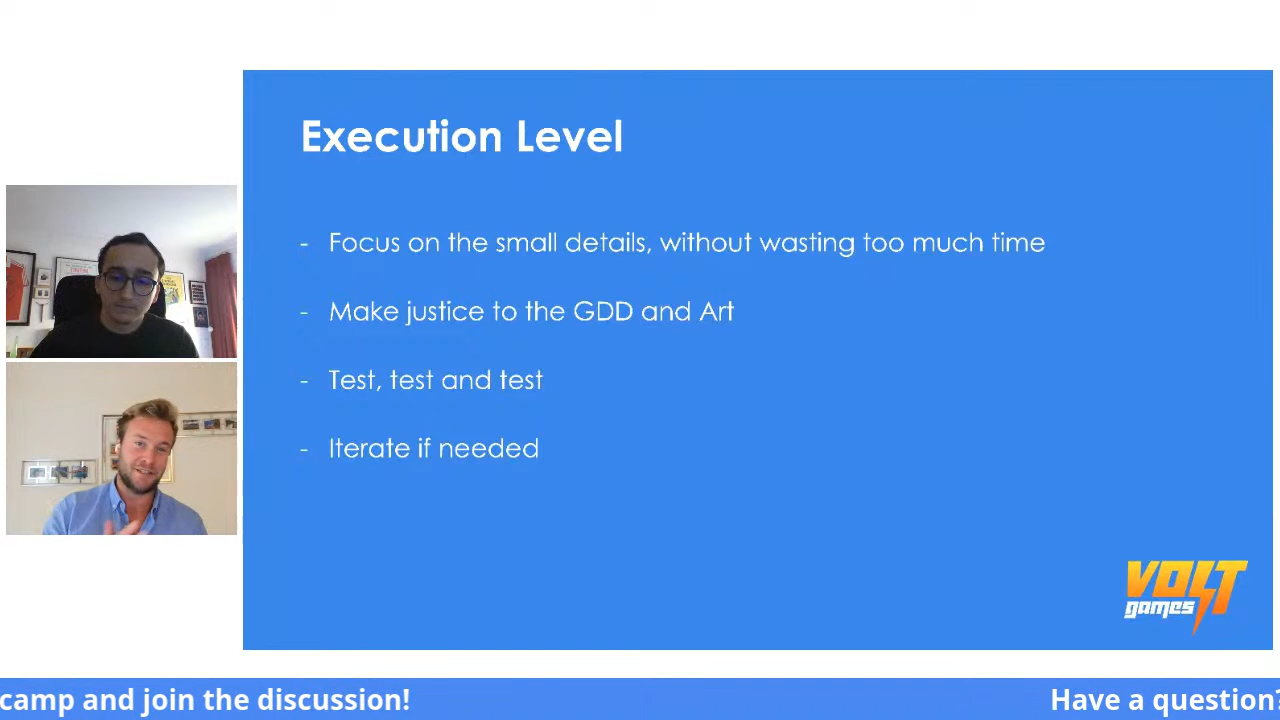 Execution Level
- Focus on the small details, without wasting too much time
- Make justice to the GDD and Art
- Test, test and test
- Iterate if needed
VOLT
games
camp and join the discussion!
Have a question?